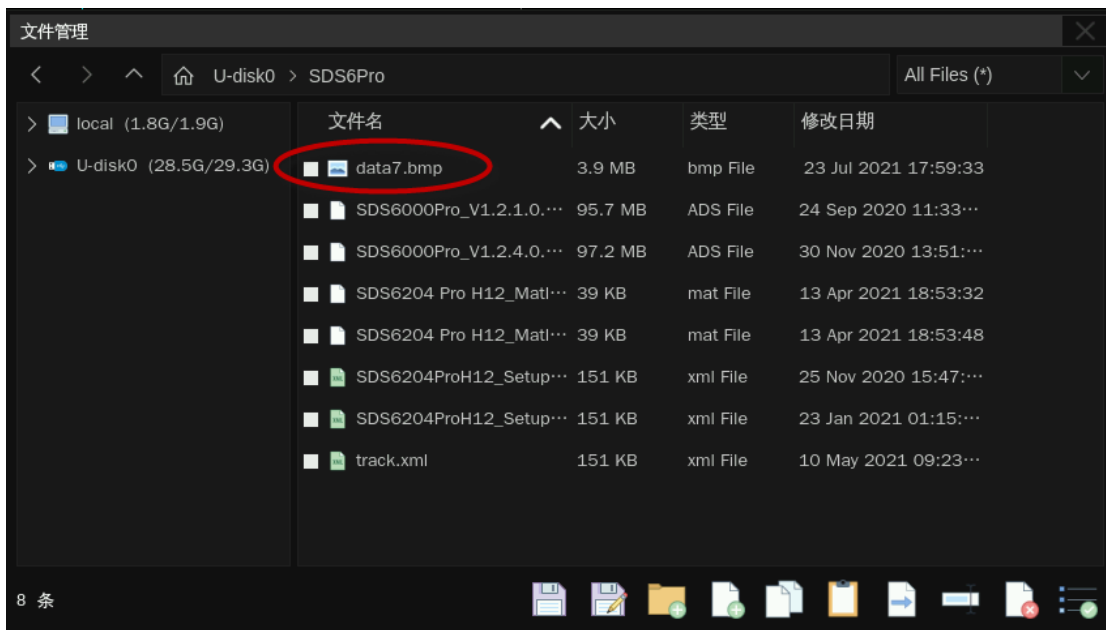 文件管理
U-disk0 > SDS6Pro All Files (*)
local (1.8G/1.9G)
U-disk0 (28.5G/29.3G)
文件名 大小 类型 修改日期
data7.bmp 3.9 MB bmp File 23 Jul 2021 17:59:33
SDS6000Pro_V1.2.1.0.··· 95.7 MB ADS File 24 Sep 2020 11:33···
SDS6000Pro_V1.2.4.0.··· 97.2 MB ADS File 30 Nov 2020 13:51:···
SDS6204 Pro H12_Matl··· 39 KB mat File 13 Apr 2021 18:53:32
SDS6204 Pro H12_Matl··· 39 KB mat File 13 Apr 2021 18:53:48
SDS6204ProH12_Setup··· 151 KB xml File 25 Nov 2020 15:47:···
SDS6204ProH12_Setup··· 151 KB xml File 23 Jan 2021 01:15:···
track.xml 151 KB xml File 10 May 2021 09:23···
8 条